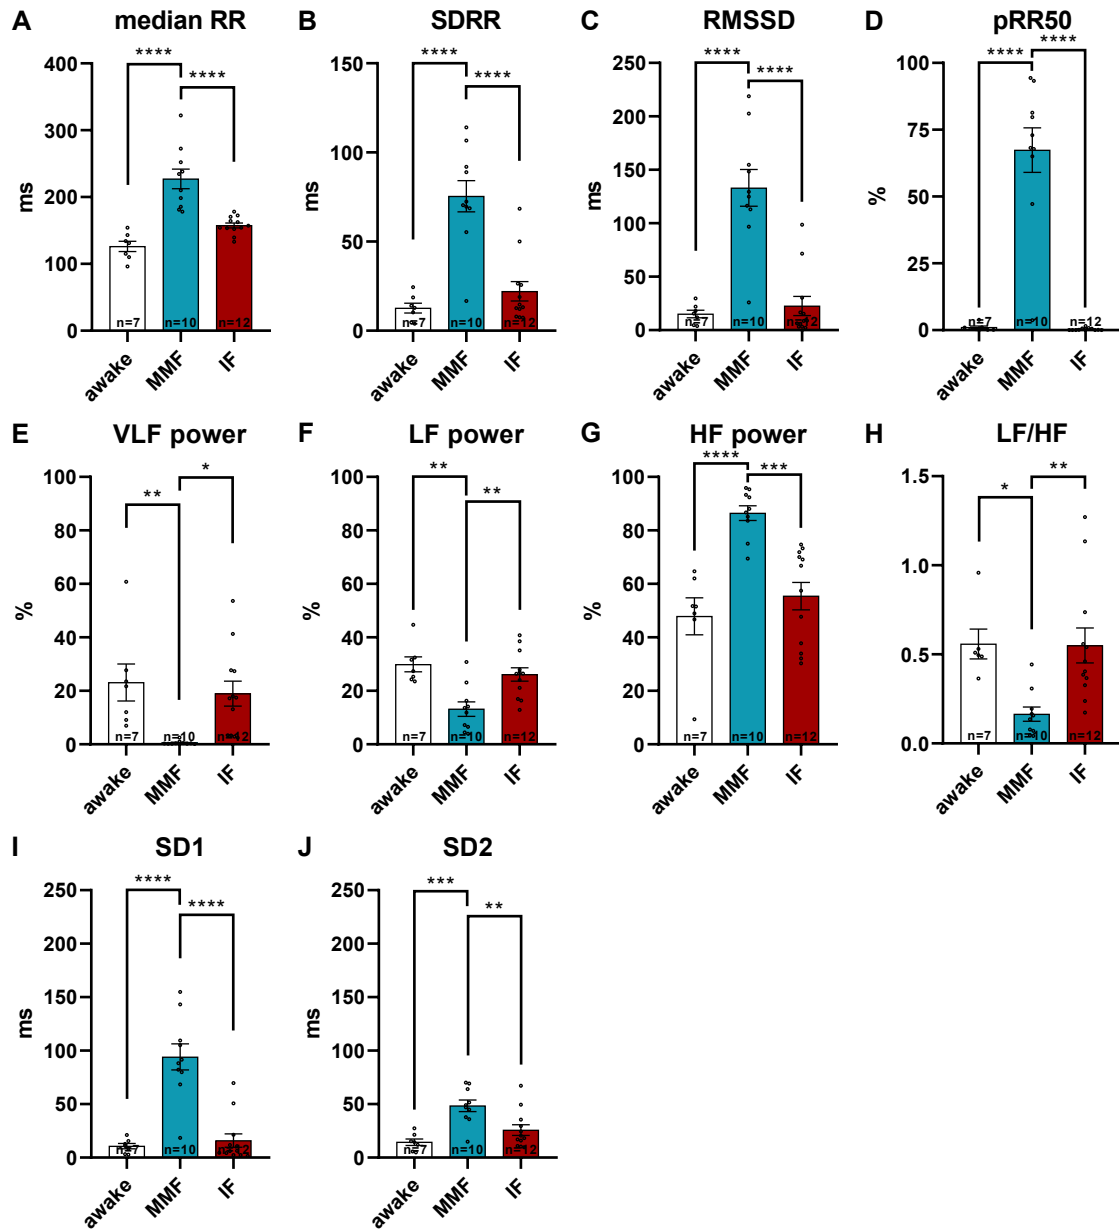 A median RR
ms
400
300
200
100
0
**** ****
n=7 n=10 n=12
awake MMF IF
B SDRR
ms
150
100
50
0
**** ****
n=7 n=10 n=12
awake MMF IF
C RMSSD
ms
250
200
150
100
50
0
**** ****
n=7 n=10 n=12
awake MMF IF
D pRR50
%
100
75
50
25
0
**** ****
n=7 n=10 n=12
awake MMF IF
E VLF power
%
100
80
60
40
20
0
** *
n=7 n=10 n=12
awake MMF IF
F LF power
%
100
80
60
40
20
0
** **
n=7 n=10 n=12
awake MMF IF
G HF power
%
100
80
60
40
20
0
**** ***
n=7 n=10 n=12
awake MMF IF
H LF/HF
1.5
1.0
0.5
0.0
* **
n=7 n=10 n=12
awake MMF IF
I SD1
ms
250
200
150
100
50
0
**** ****
n=7 n=10 n=12
awake MMF IF
J SD2
ms
250
200
150
100
50
0
*** **
n=7 n=10 n=12
awake MMF IF